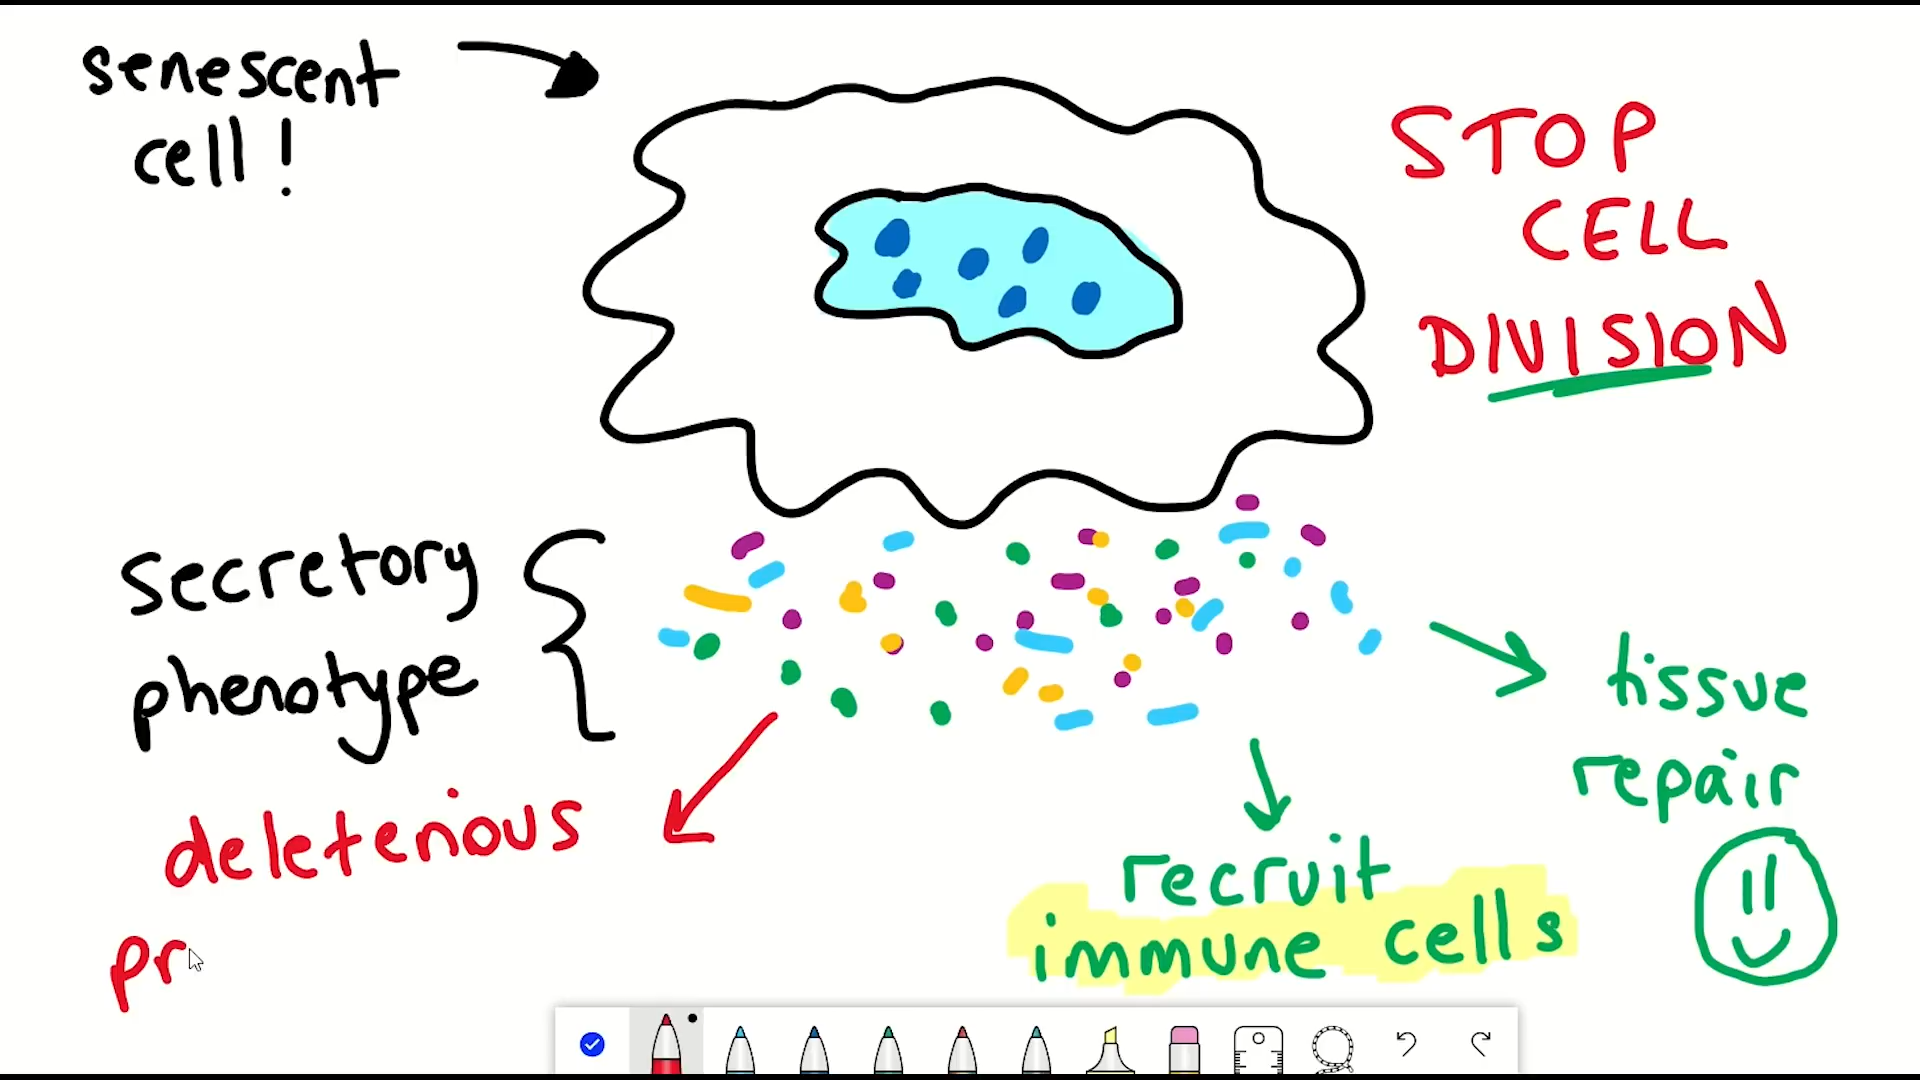 senescent
cell!
STOP
CELL
DIVISION
secretory
phenotype
tissue
repair
deleterious
recruit
immune cells
pr